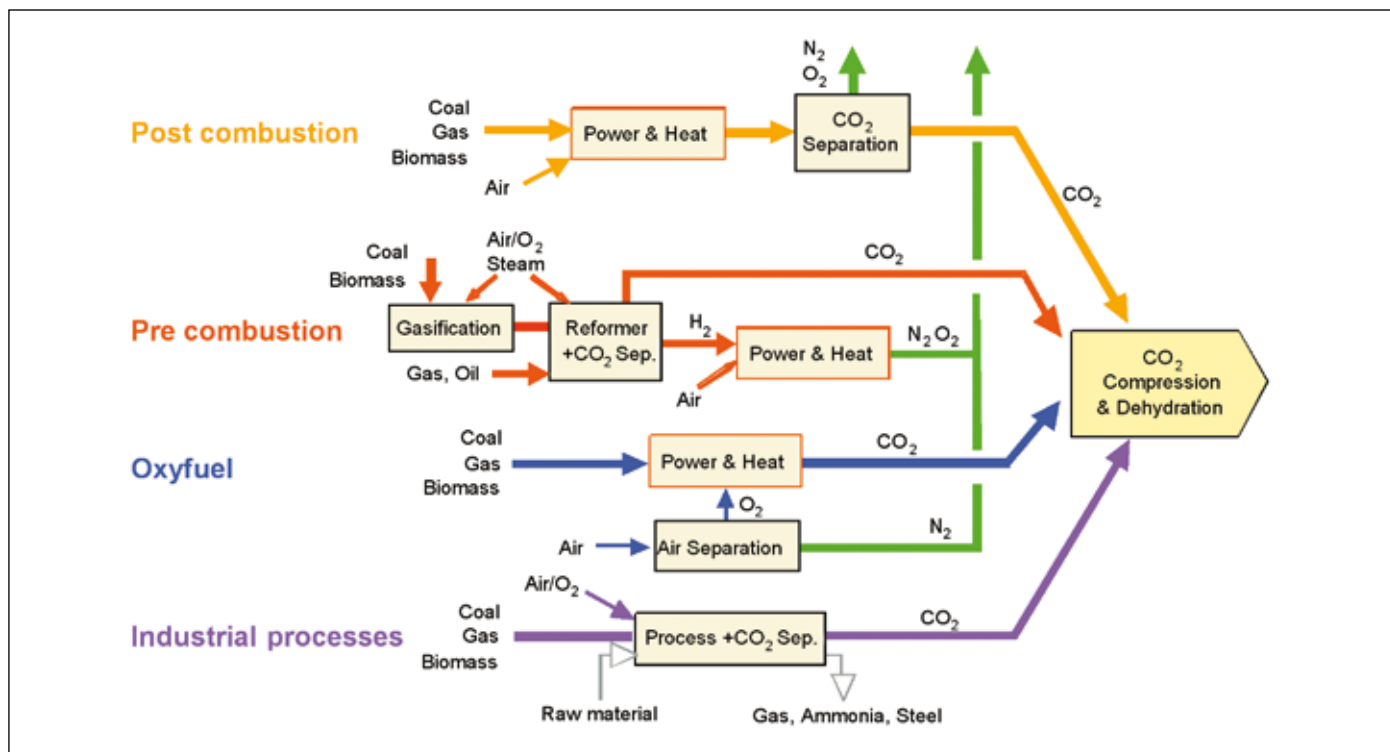 N₂
O₂
Coal
Gas
Biomass
Post combustion
Power & Heat
CO₂
Separation
Air
CO₂
Coal
Biomass
Air/O₂
Steam
CO₂
Pre combustion
Gasification
Reformer
+CO₂ Sep.
H₂
Power & Heat
N₂ O₂
Gas, Oil
Air
CO₂
Compression
& Dehydration
Coal
Gas
Biomass
Oxyfuel
Power & Heat
CO₂
O₂
Air
Air Separation
N₂
Air/O₂
Coal
Gas
Biomass
Industrial processes
Process +CO₂ Sep.
CO₂
Raw material
Gas, Ammonia, Steel